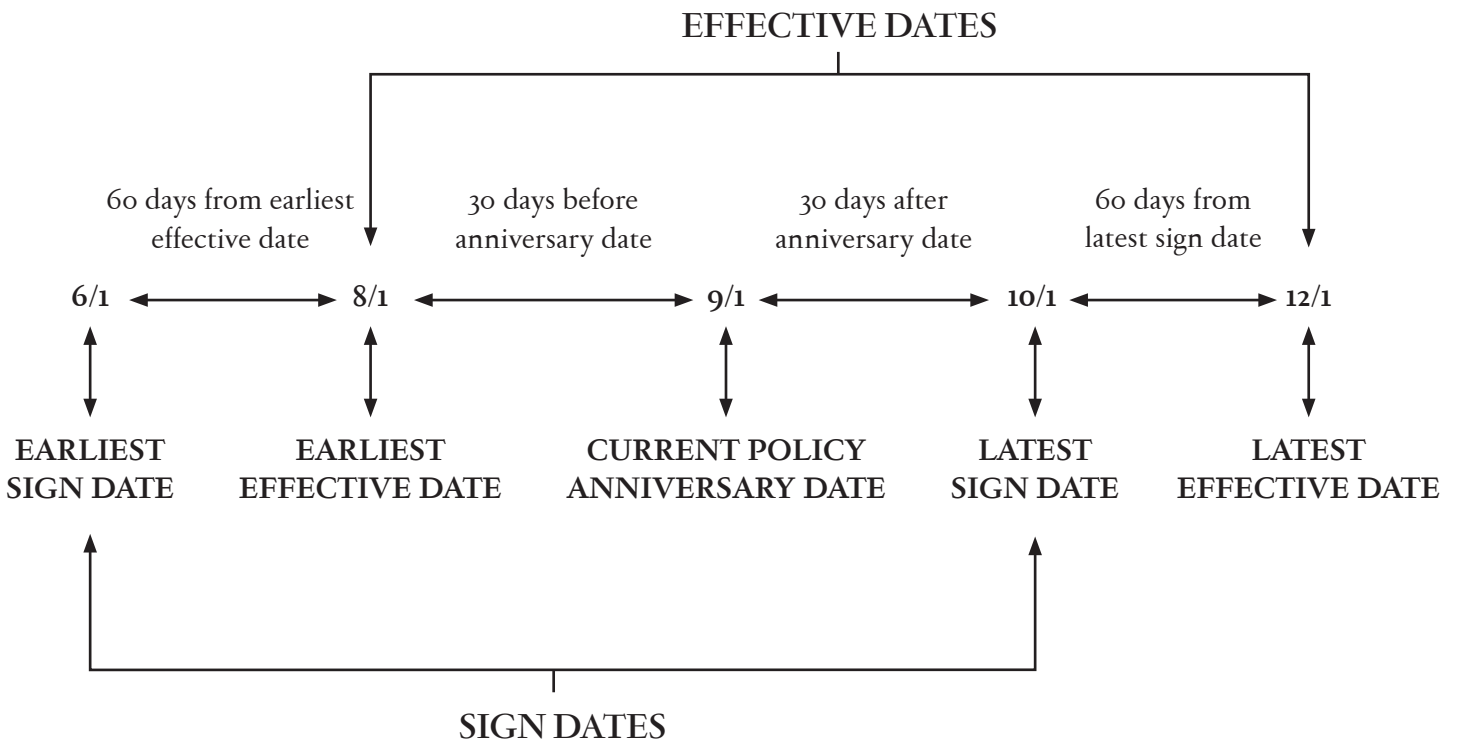 EFFECTIVE DATES
60 days from earliest
effective date
30 days before
anniversary date
30 days after
anniversary date
60 days from
latest sign date
6/1
8/1
9/1
10/1
12/1
EARLIEST
SIGN DATE
EARLIEST
EFFECTIVE DATE
CURRENT POLICY
ANNIVERSARY DATE
LATEST
SIGN DATE
LATEST
EFFECTIVE DATE
SIGN DATES